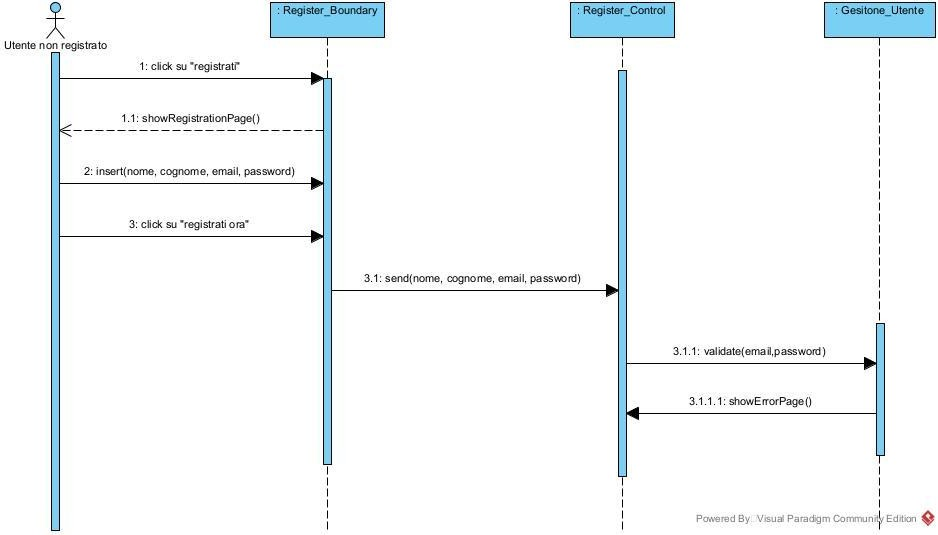 : Register_Boundary
: Register_Control
: Gesitone_Utente
Utente non registrato
1: click su "registrati"
1.1: showRegistrationPage()
2: insert(nome, cognome, email, password)
3: click su "registrati ora"
3.1: send(nome, cognome, email, password)
3.1.1: validate(email,password)
3.1.1.1: showErrorPage()
Powered By Visual Paradigm Community Edition